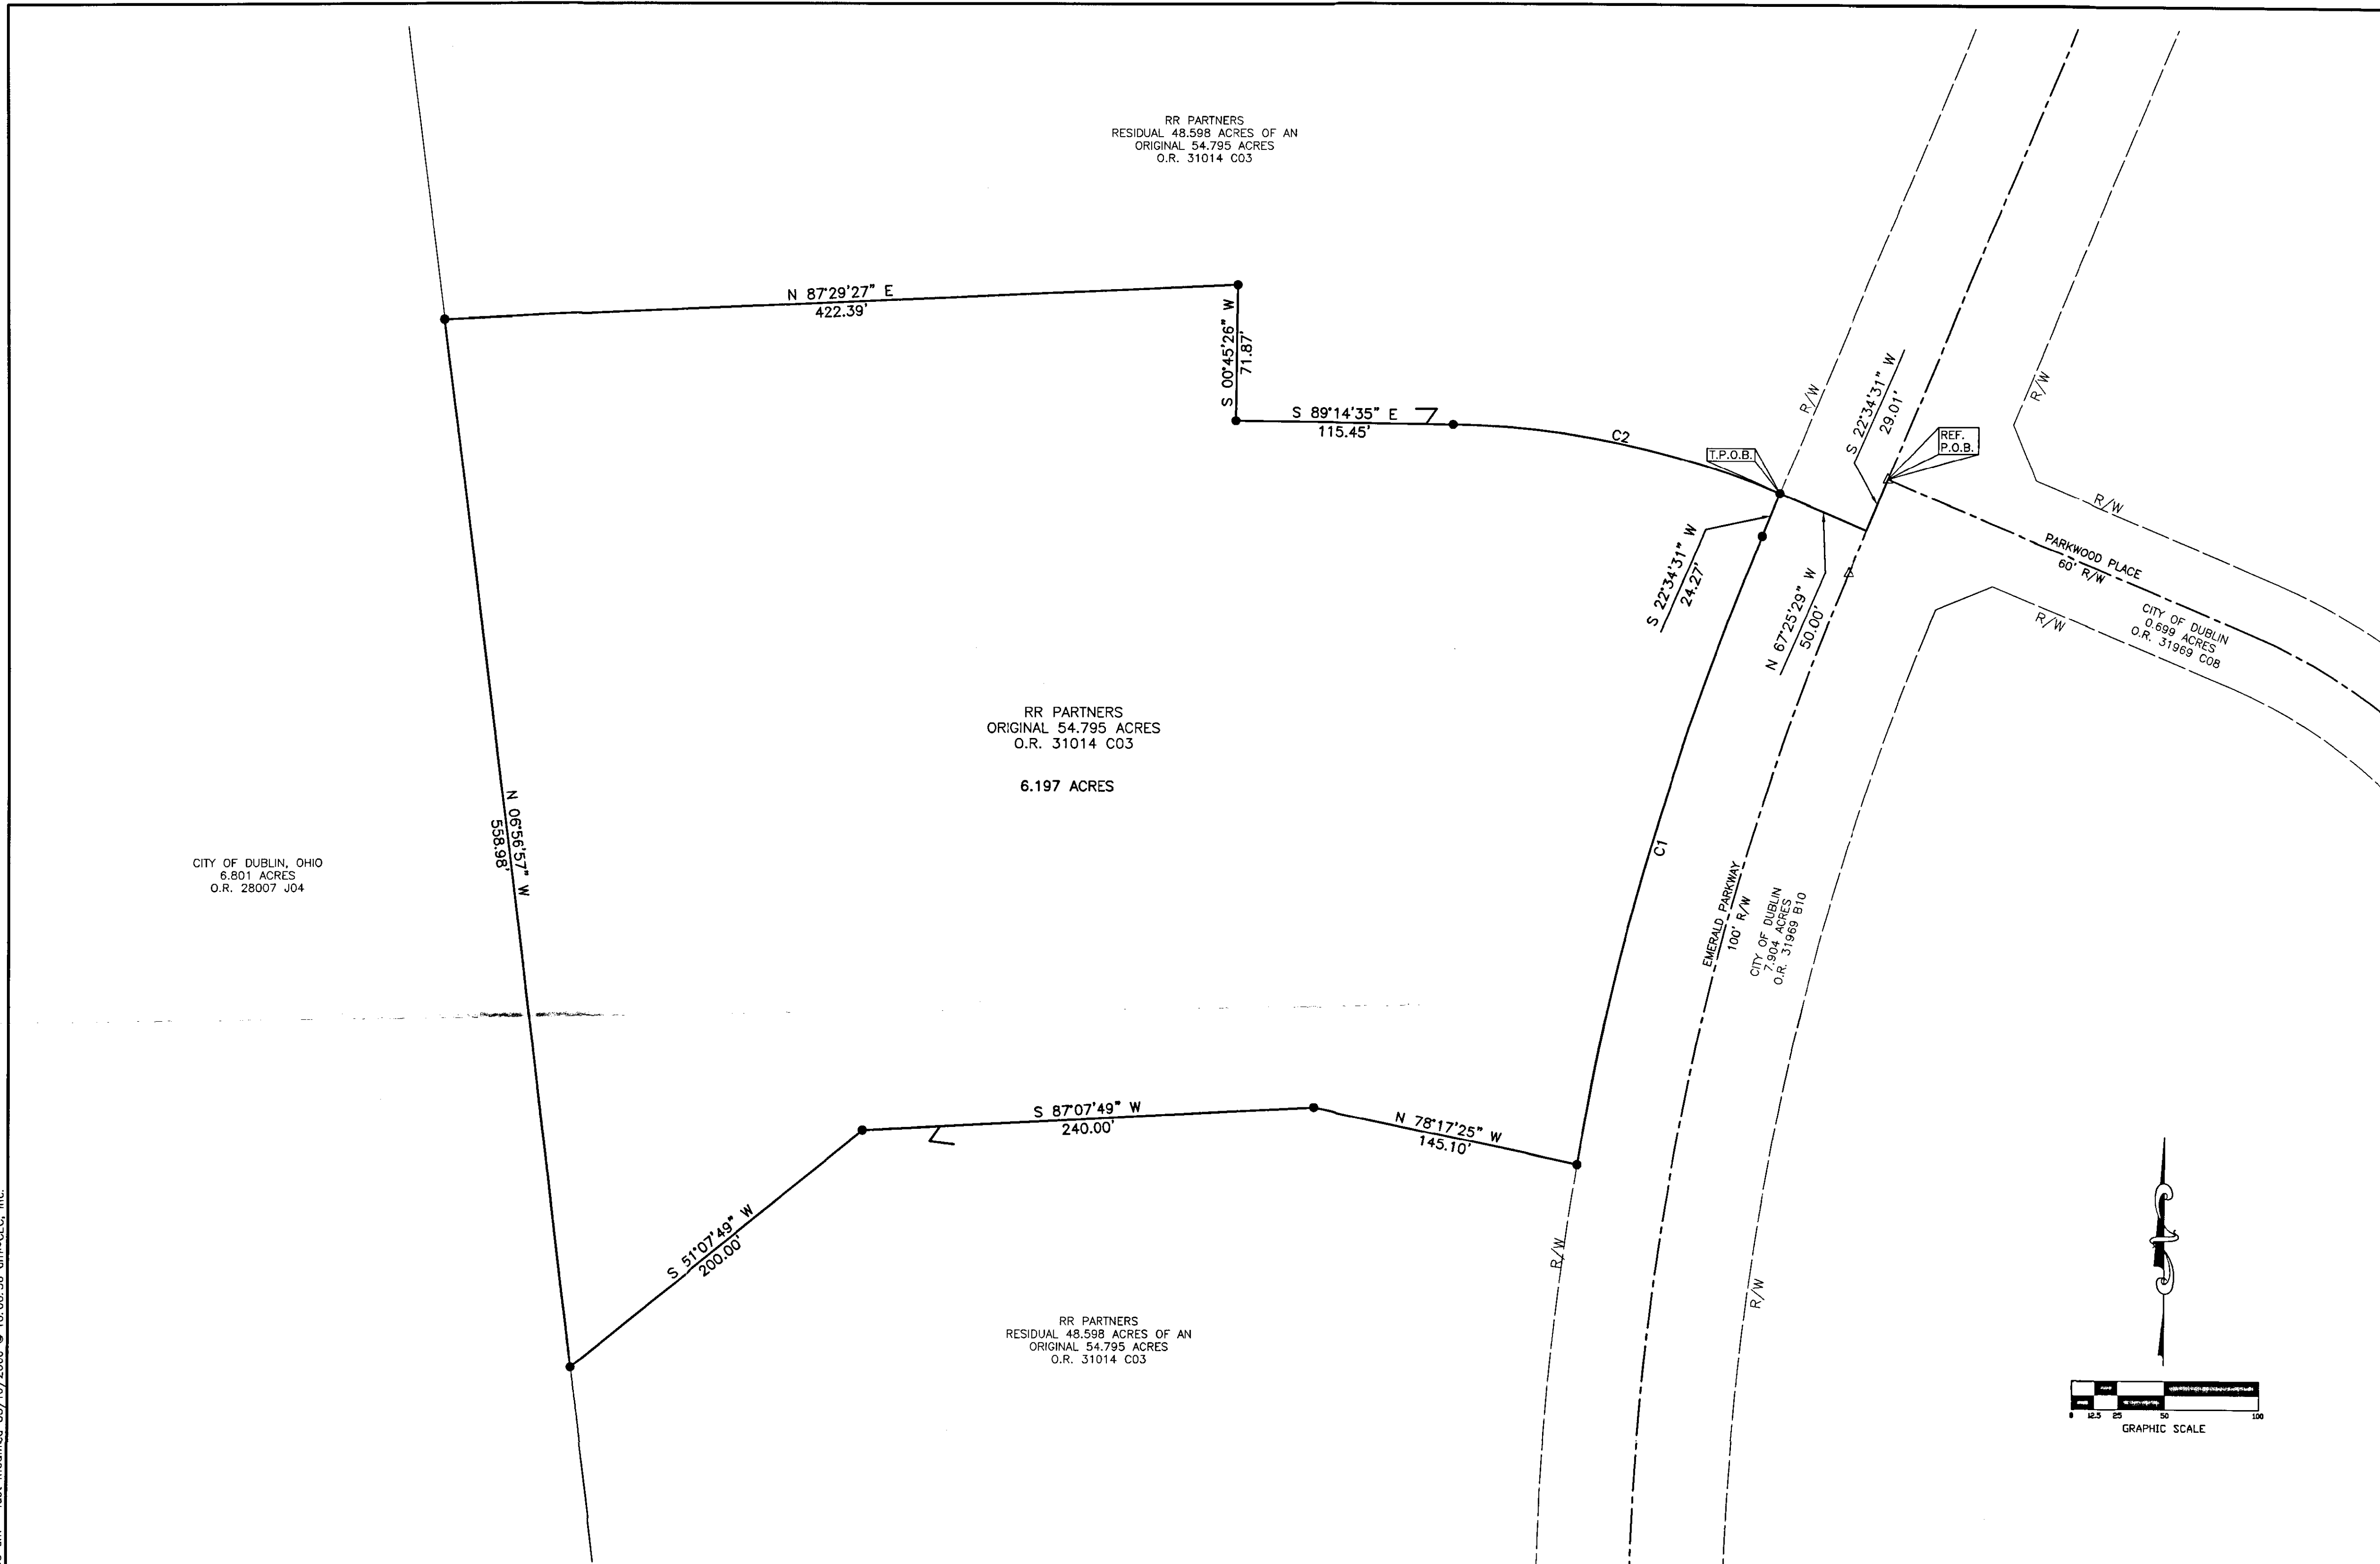 RR PARTNERS
RESIDUAL 48.598 ACRES OF AN
ORIGINAL 54.795 ACRES
O.R. 31014 C03
N 87°29'27" E
422.39'
S 00°45'26" W
71.87'
S 89°14'35" E
115.45'
C2
T.P.O.B.
R/W
S 22°34'31" W
29.01'
REF.
P.O.B.
R/W
R/W
PARKWOOD PLACE
60' R/W
R/W
CITY OF DUBLIN
0.699 ACRES
O.R. 31969 C08
S 22°34'31" W
24.27'
N 67°25'29" W
50.00'
RR PARTNERS
ORIGINAL 54.795 ACRES
O.R. 31014 C03
6.197 ACRES
N 06°56'57" W
558.98'
CITY OF DUBLIN, OHIO
6.801 ACRES
O.R. 28007 J04
C1
EMERALD PARKWAY
100' R/W
CITY OF DUBLIN
7.904 ACRES
O.R. 31969 B10
S 87°07'49" W
240.00'
N 78°17'25" W
145.10'
S 51°07'49" W
200.00'
R/W
R/W
RR PARTNERS
RESIDUAL 48.598 ACRES OF AN
ORIGINAL 54.795 ACRES
O.R. 31014 C03
0 12.5 25 50 100
GRAPHIC SCALE